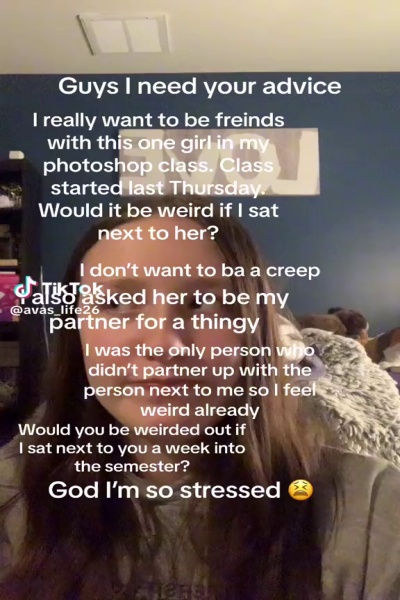 Guys I need your advice
I really want to be freinds
with this one girl in my
photoshop class. Class
started last Thursday.
Would it be weird if I sat
next to her?
I don't want to ba a creep
TikTok
I also asked her to be my
@avas_life26
partner for a thingy
I was the only person who
didn't partner up with the
person next to me so I feel
weird already
Would you be weirded out if
I sat next to you a week into
the semester?
God I'm so stressed 😫